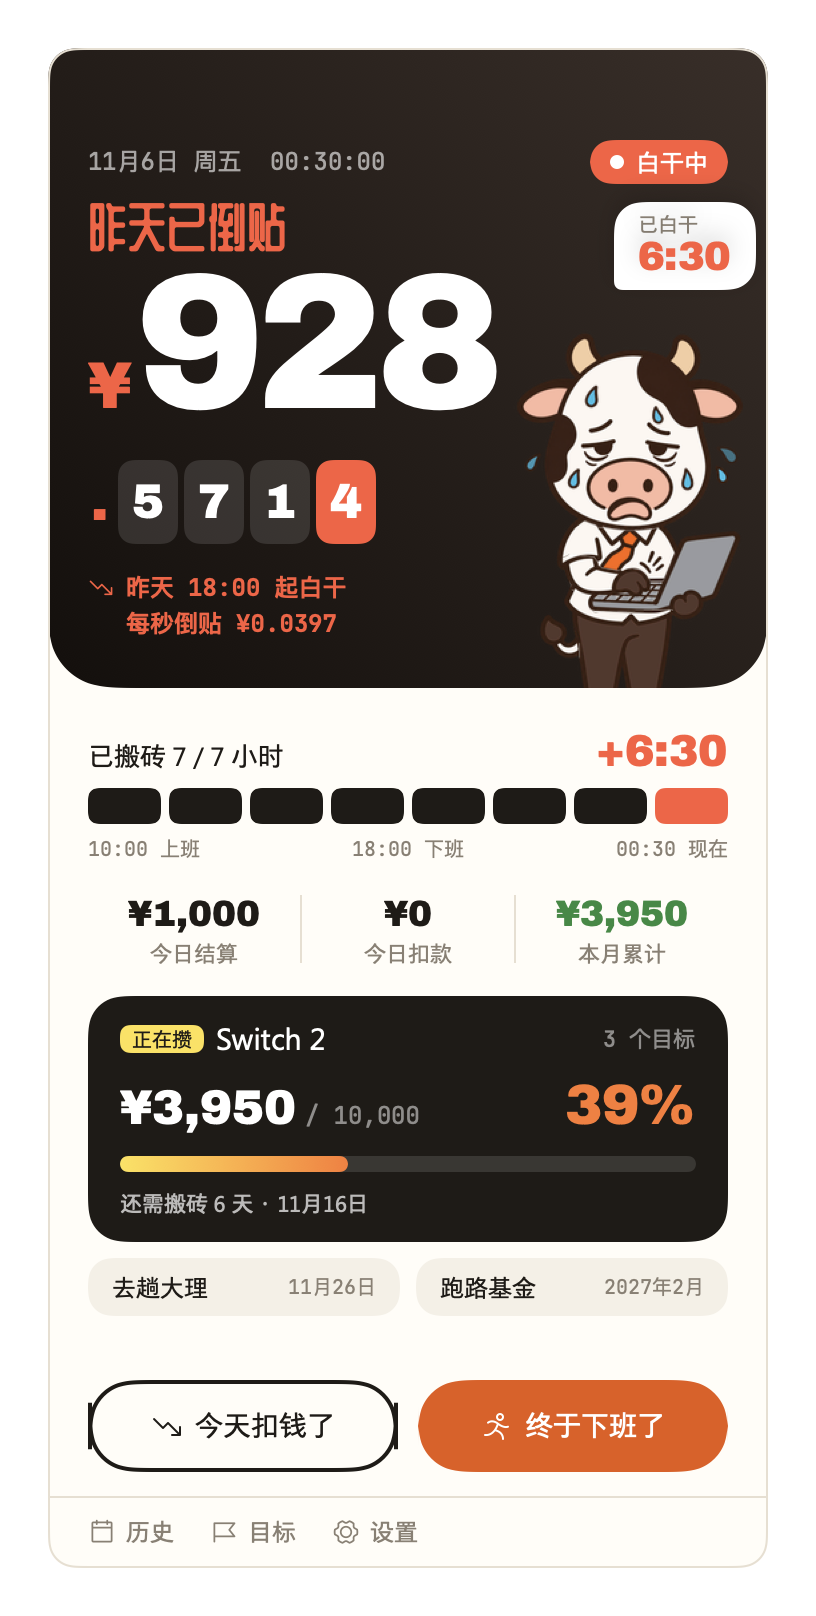 11月6日 周五 00:30:00
白干中
昨天已倒贴
已白干
6:30
¥928
.5714
昨天 18:00 起白干
每秒倒贴 ¥0.0397
已搬砖 7 / 7 小时
+6:30
10:00 上班
18:00 下班
00:30 现在
¥1,000
¥0
¥3,950
今日结算
今日扣款
本月累计
正在攒 Switch 2
3 个目标
¥3,950 / 10,000
39%
还需搬砖 6 天 · 11月16日
去趟大理 11月26日
跑路基金 2027年2月
今天扣钱了
终于下班了
历史 目标 设置